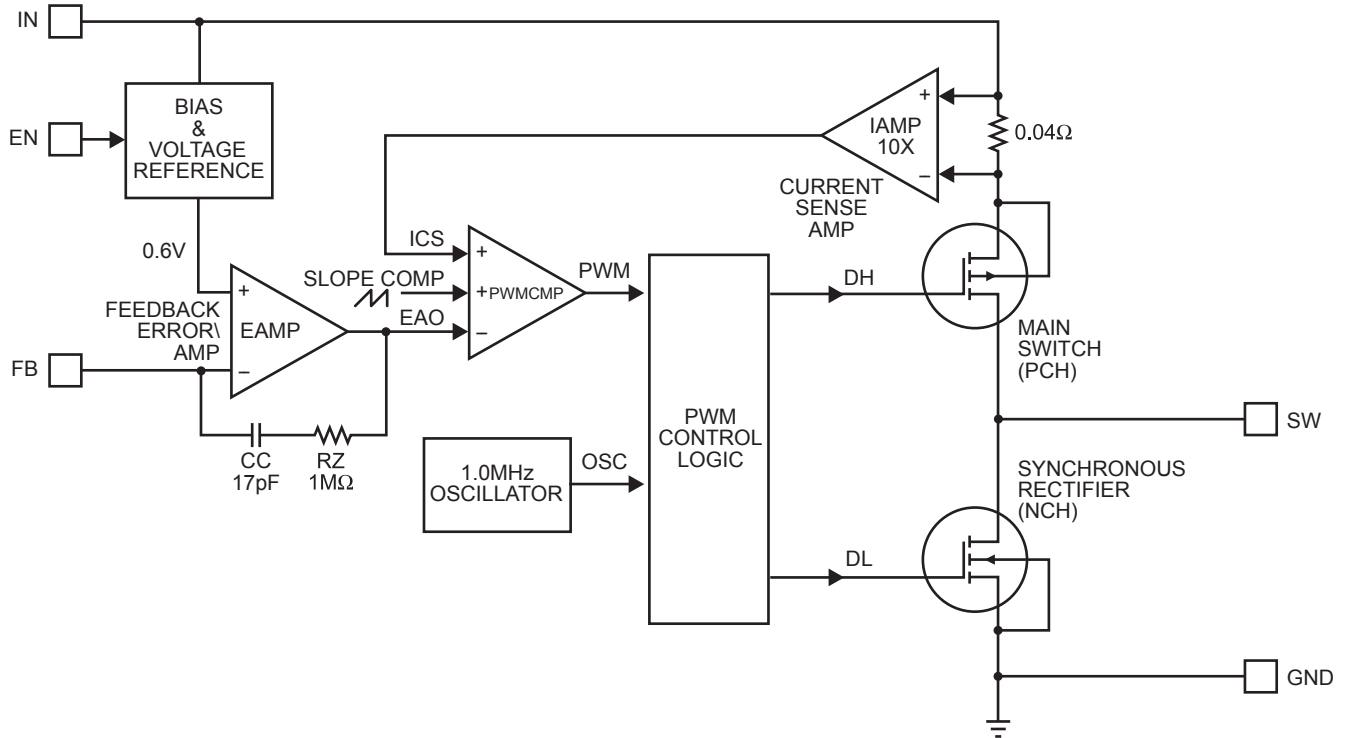 IN
BIAS
&
VOLTAGE
REFERENCE
EN
+
IAMP
10X
–
0.04Ω
CURRENT
SENSE
AMP
0.6V
ICS
+
SLOPE COMP
+PWMCMP
PWM
EAO
–
FEEDBACK
ERROR\
AMP
+
EAMP
–
FB
CC
17pF
RZ
1MΩ
1.0MHz
OSCILLATOR
OSC
PWM
CONTROL
LOGIC
DH
MAIN
SWITCH
(PCH)
SW
SYNCHRONOUS
RECTIFIER
(NCH)
DL
GND